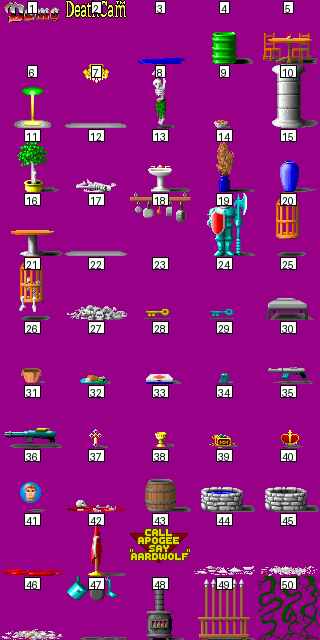 Demo DeathCam™
1 2 3 4 5
6 7 8 9 10
11 12 13 14 15
16 17 18 19 20
21 22 23 24 25
26 27 28 29 30
31 32 33 34 35
36 37 38 39 40
41 42 43 44 45
CALL
APOGEE
SAY
"AARDWOLF"
46 47 48 49 50